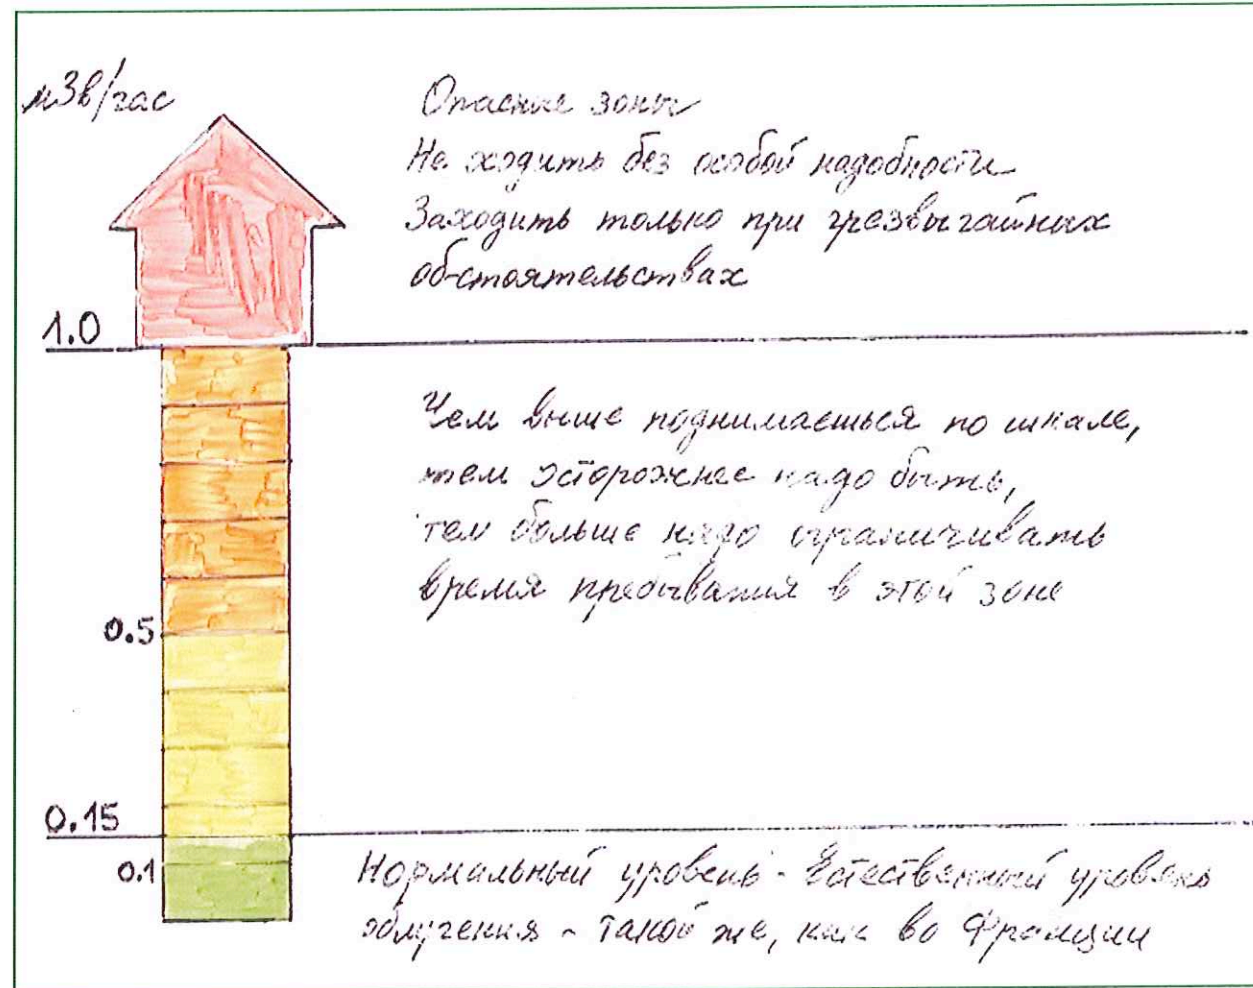 мЗв/час
Опасные зоны
Не ходить без особой надобности
Заходить только при чрезвычайных
обстоятельствах
1.0
Чем выше поднимаешься по шкале,
тем осторожнее надо быть,
тем больше надо ограничивать
время пребывания в этой зоне
0.5
0.15
0.1
Нормальный уровень - Естественный уровень
облучения - такой же, как во Франции